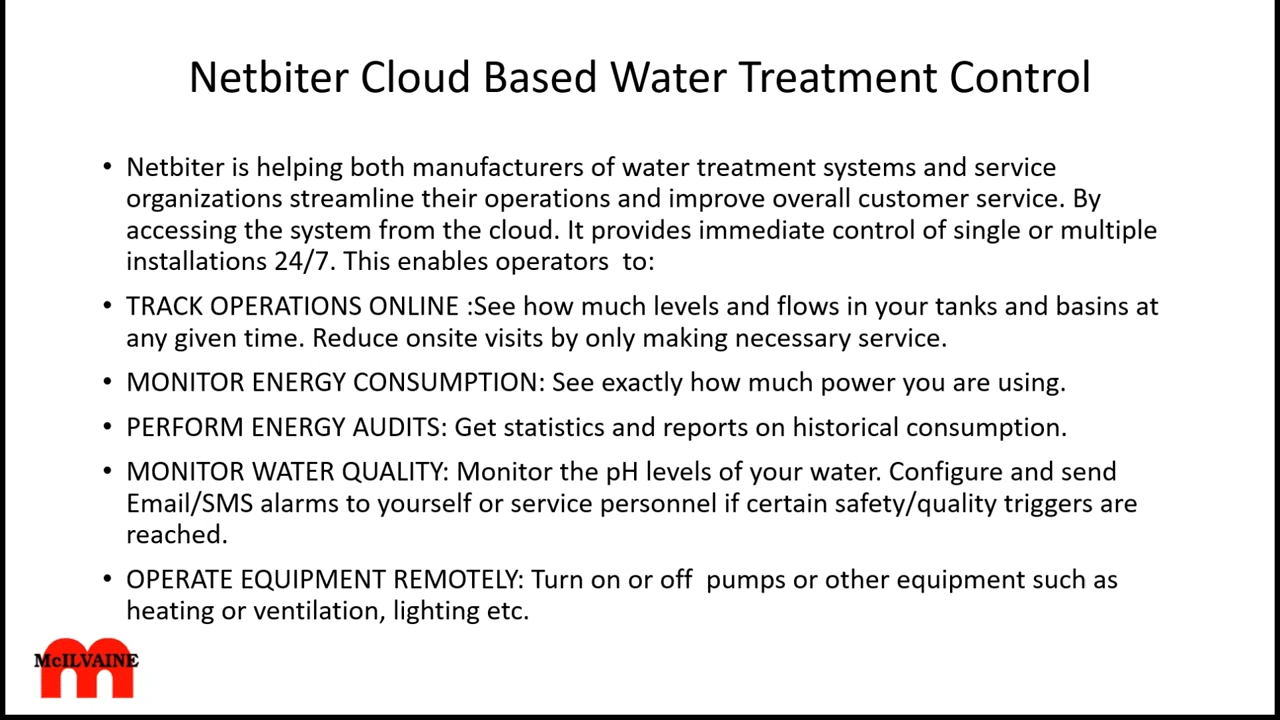 Netbiter Cloud Based Water Treatment Control
• Netbiter is helping both manufacturers of water treatment systems and service
organizations streamline their operations and improve overall customer service. By
accessing the system from the cloud. It provides immediate control of single or multiple
installations 24/7. This enables operators  to:
• TRACK OPERATIONS ONLINE :See how much levels and flows in your tanks and basins at
any given time. Reduce onsite visits by only making necessary service.
• MONITOR ENERGY CONSUMPTION: See exactly how much power you are using.
• PERFORM ENERGY AUDITS: Get statistics and reports on historical consumption.
• MONITOR WATER QUALITY: Monitor the pH levels of your water. Configure and send
Email/SMS alarms to yourself or service personnel if certain safety/quality triggers are
reached.
• OPERATE EQUIPMENT REMOTELY: Turn on or off  pumps or other equipment such as
heating or ventilation, lighting etc.
McILVAINE